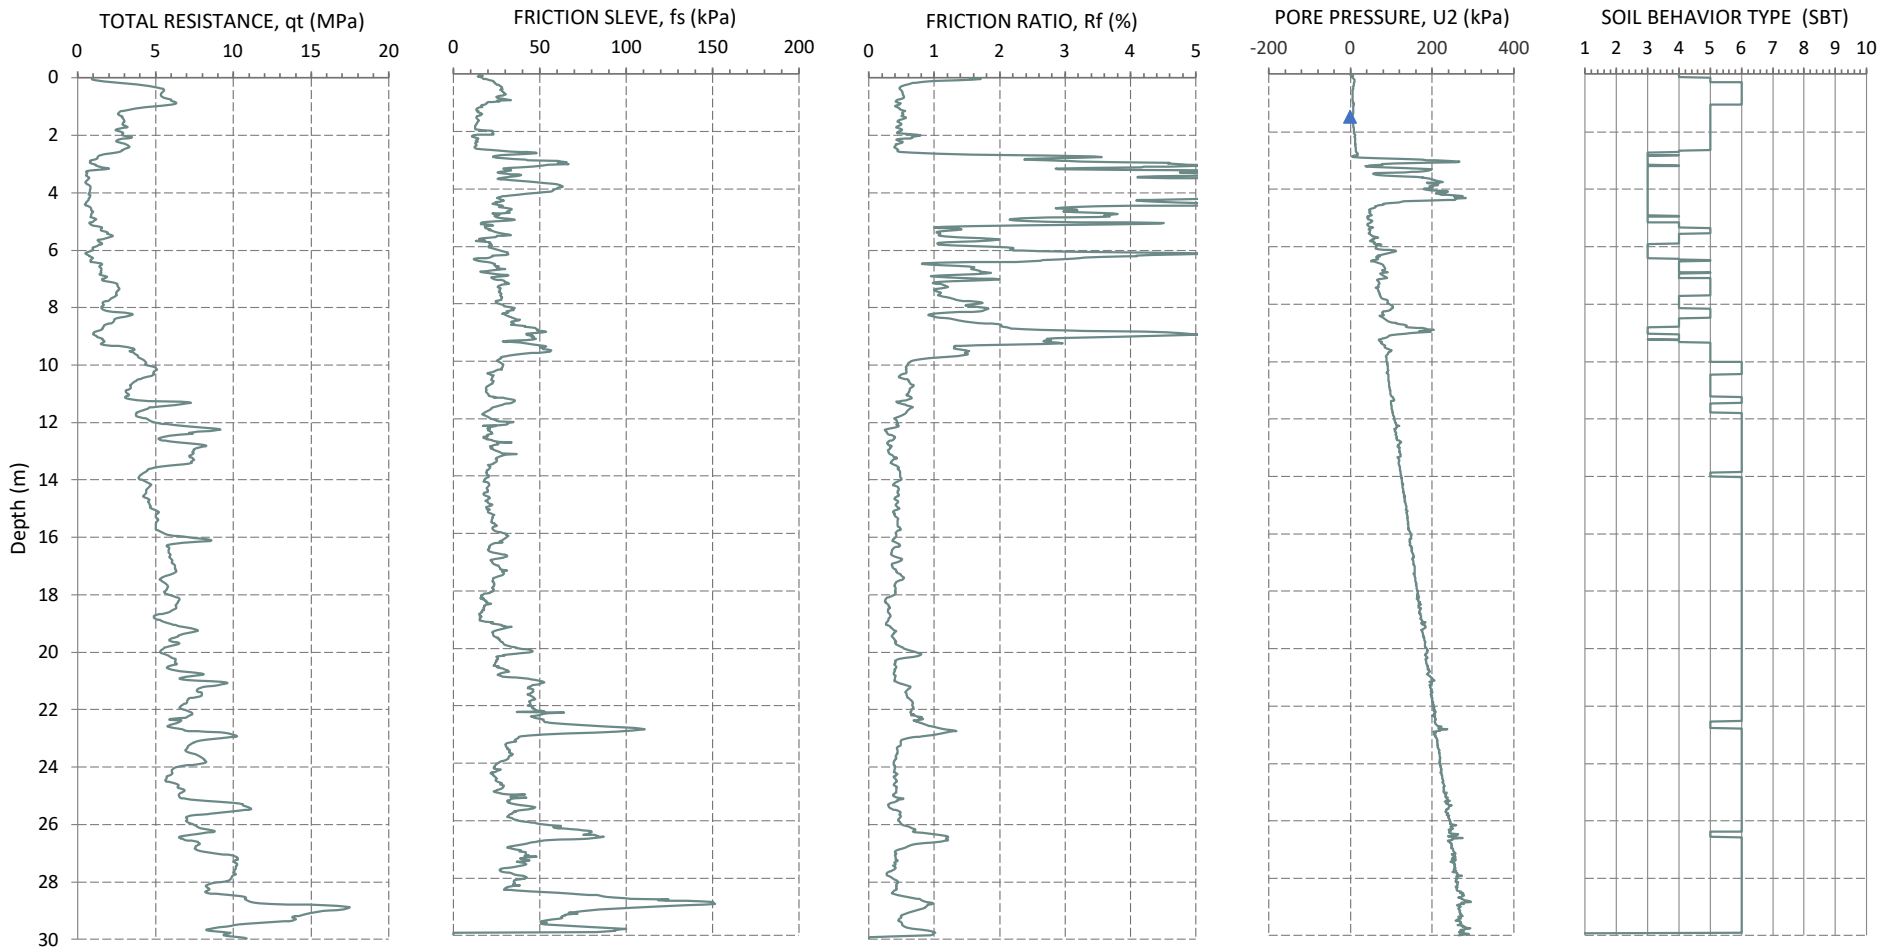 TOTAL RESISTANCE, qt (MPa)
0 5 10 15 20
FRICTION SLEVE, fs (kPa)
0 50 100 150 200
FRICTION RATIO, Rf (%)
0 1 2 3 4 5
PORE PRESSURE, U2 (kPa)
-200 0 200 400
SOIL BEHAVIOR TYPE (SBT)
1 2 3 4 5 6 7 8 9 10
Depth (m)
0
2
4
6
8
10
12
14
16
18
20
22
24
26
28
30